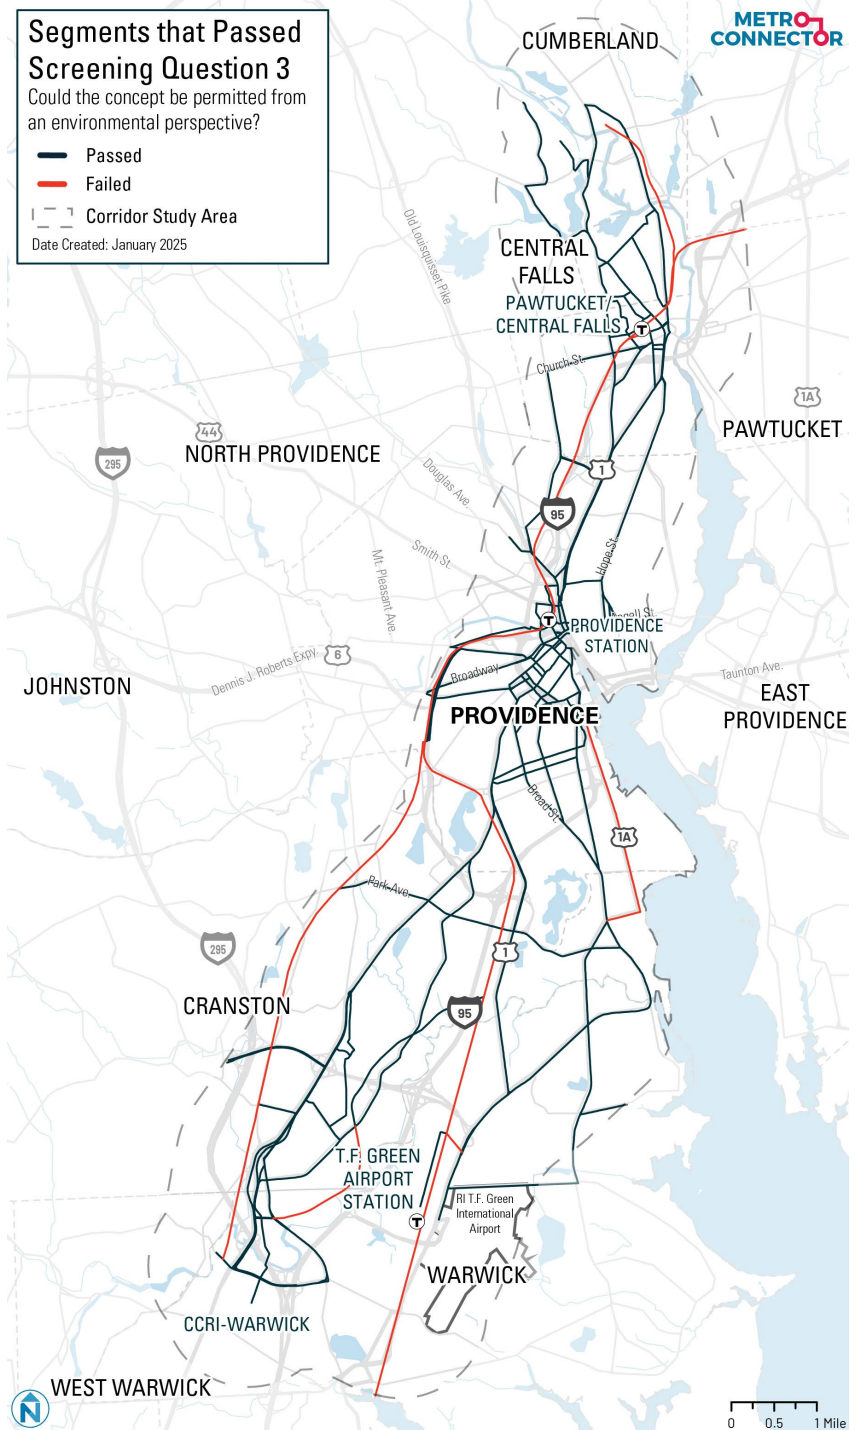 Segments that Passed
Screening Question 3
Could the concept be permitted from
an environmental perspective?
Passed
Failed
Corridor Study Area
Date Created: January 2025
METRO
CONNECTOR
CUMBERLAND
Old Louisquisset Pike
CENTRAL
FALLS
PAWTUCKET/
CENTRAL FALLS
T
Church St.
1A
PAWTUCKET
44
NORTH PROVIDENCE
295
Douglas Ave.
1
95
Smith St.
Hope St.
Mt. Pleasant Ave.
T
PROVIDENCE
STATION
6
Dennis J. Roberts Expy
Taunton Ave.
JOHNSTON
Broadway
EAST
PROVIDENCE
PROVIDENCE
Broad St.
1A
Park Ave.
295
1
CRANSTON
95
T.F. GREEN
AIRPORT
STATION
T
RI T.F. Green
International
Airport
WARWICK
CCRI-WARWICK
WEST WARWICK
N
0 0.5 1 Mile